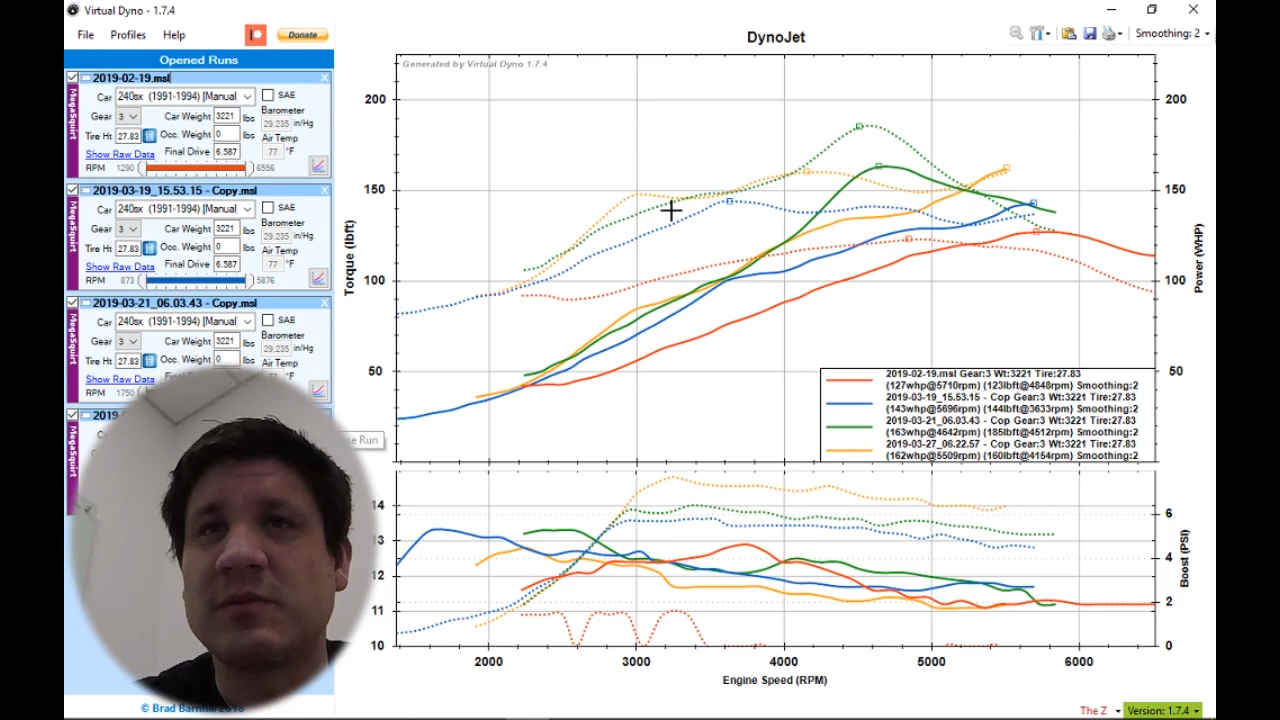 Virtual Dyno - 1.7.4
File Profiles Help Donate
Smoothing: 2
Opened Runs
2019-02-19.msl x
MegaSquirt
Car 240sx (1991-1994) [Manual SAE
Gear 3 Car Weight 3221 lbs Barometer 29.235 in/Hg
Tire Ht 27.83 Occ. Weight 0 lbs Air Temp
Show Raw Data Final Drive 6.587 77 °F
RPM 1290 6556
2019-03-19_15.53.15 - Copy.msl x
MegaSquirt
Car 240sx (1991-1994) [Manual SAE
Gear 3 Car Weight 3221 lbs Barometer 29.235 in/Hg
Tire Ht 27.83 Occ. Weight 0 lbs Air Temp
Show Raw Data Final Drive 6.587 77 °F
RPM 873 5876
2019-03-21_06.03.43 - Copy.msl x
MegaSquirt
Car 240sx (1991-1994) [Manual SAE
Gear 3 Car Weight 3221 lbs Barometer 29.235 in/Hg
Tire Ht 27.83 Occ. Weight 0 lbs Air Temp
Show Raw Data
RPM 1750
Run
© Brad
DynoJet
Generated by Virtual Dyno 1.7.4
200 200
150 150
100 100
50 50
Torque (lbft)
Power (WHP)
2019-02-19.msl Gear:3 Wt:3221 Tire:27.83
(127whp@5710rpm) (123lbft@4848rpm) Smoothing:2
2019-03-19_15.53.15 - Cop Gear:3 Wt:3221 Tire:27.83
(143whp@5696rpm) (144lbft@3633rpm) Smoothing:2
2019-03-21_06.03.43 - Cop Gear:3 Wt:3221 Tire:27.83
(163whp@4642rpm) (185lbft@4512rpm) Smoothing:2
2019-03-27_06.22.57 - Cop Gear:3 Wt:3221 Tire:27.83
(162whp@5509rpm) (160lbft@4154rpm) Smoothing:2
14 6
13
12 4
11 2
10 0
Boost (PSI)
2000 3000 4000 5000 6000
Engine Speed (RPM)
The Z Version: 1.7.4